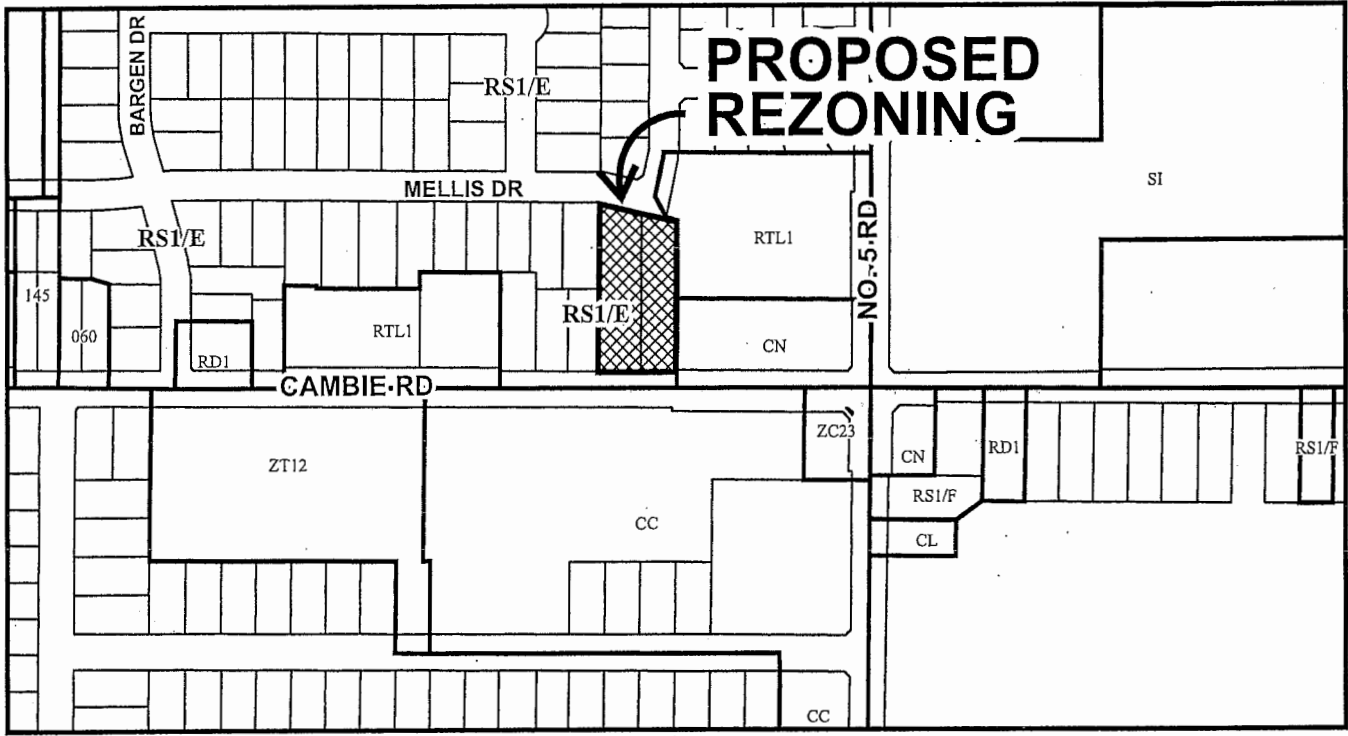 BARGEN DR
RS1/E
PROPOSED
REZONING
MELLIS DR
SI
RS1/E
RTL1
NO. 5 RD
145
060
RD1
RTL1
RS1/E
CN
CAMBIE RD
ZT12
CC
ZC23
CN
RD1
RS1/F
RS1/F
CL
CC